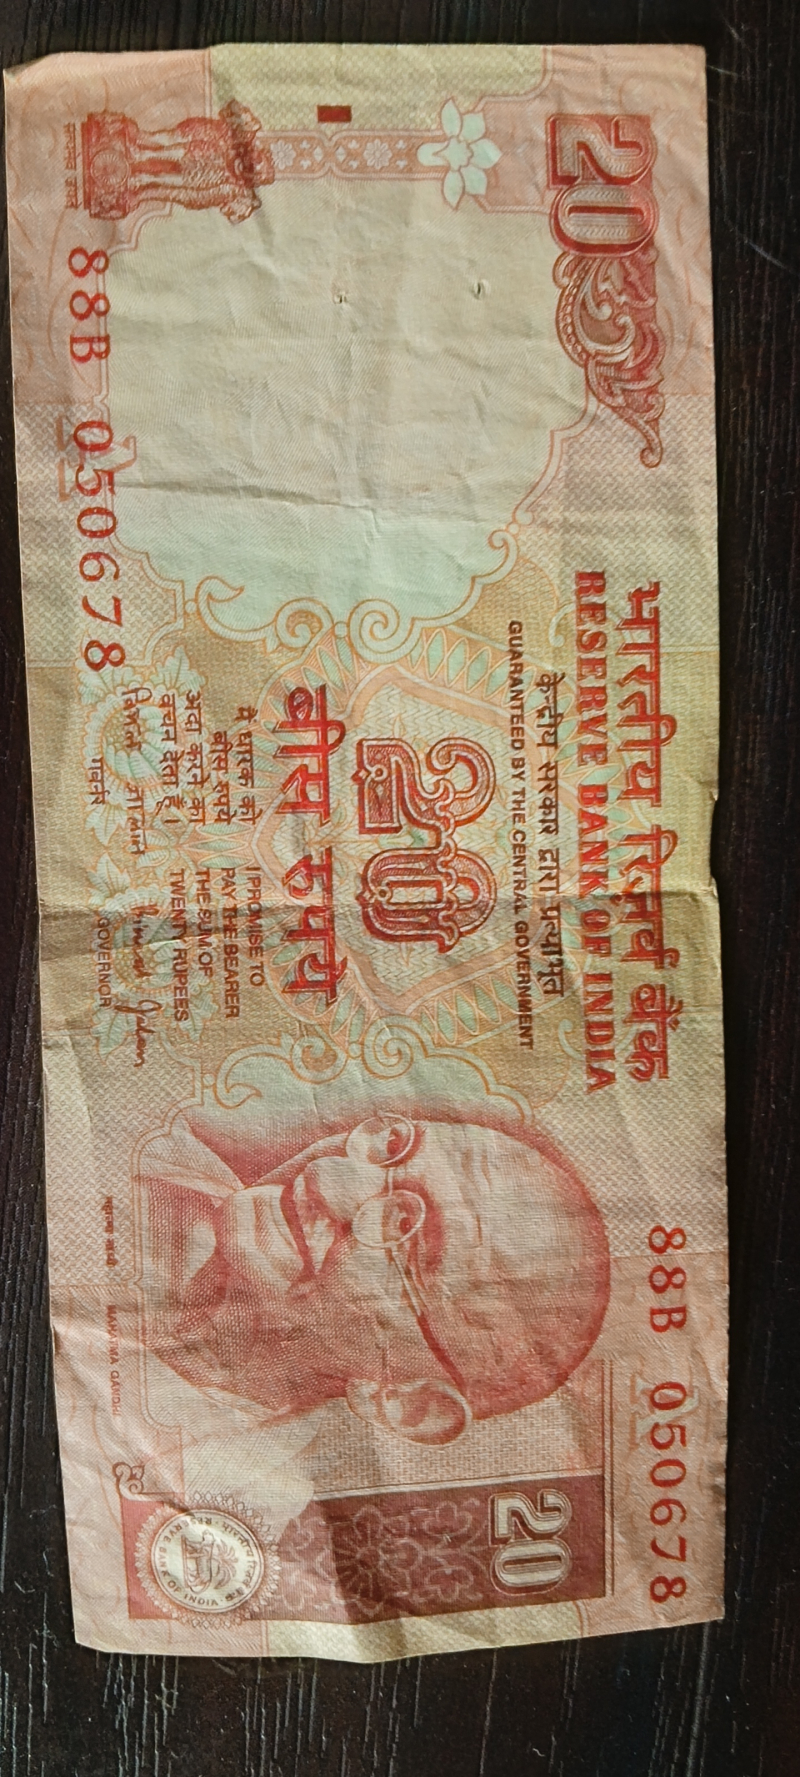 20
भारतीय रिज़र्व बैंक
RESERVE BANK OF INDIA
88B 050678
केन्द्रीय सरकार द्वारा प्रत्याभूत
GUARANTEED BY THE CENTRAL GOVERNMENT
20
बीस रुपये
मैं धारक को
बीस रुपये
अदा करने का
वचन देता हूँ।
I PROMISE TO
PAY THE BEARER
THE SUM OF
TWENTY RUPEES
गवर्नर
GOVERNOR
सत्यमेव जयते
88B 050678
महात्मा गांधी
MAHATMA GANDHI
20
भारतीय रिज़र्व बैंक
RESERVE BANK OF INDIA